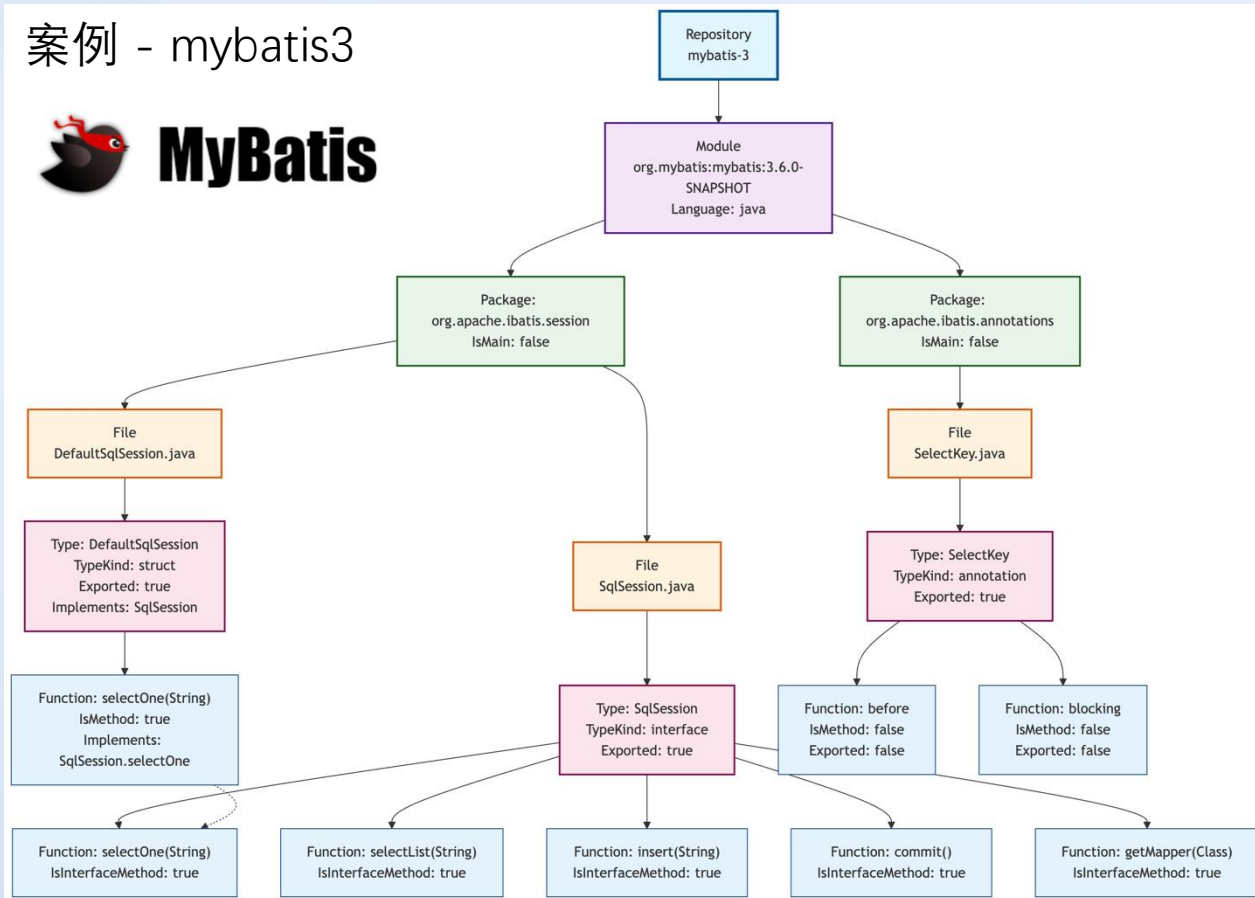 案例 - mybatis3
MyBatis
Repository
mybatis-3
Module
org.mybatis:mybatis:3.6.0-
SNAPSHOT
Language: java
Package:
org.apache.ibatis.session
IsMain: false
Package:
org.apache.ibatis.annotations
IsMain: false
File
DefaultSqlSession.java
File
SelectKey.java
Type: DefaultSqlSession
TypeKind: struct
Exported: true
Implements: SqlSession
File
SqlSession.java
Type: SelectKey
TypeKind: annotation
Exported: true
Function: selectOne(String)
IsMethod: true
Implements:
SqlSession.selectOne
Type: SqlSession
TypeKind: interface
Exported: true
Function: before
IsMethod: false
Exported: false
Function: blocking
IsMethod: false
Exported: false
Function: selectOne(String)
IsInterfaceMethod: true
Function: selectList(String)
IsInterfaceMethod: true
Function: insert(String)
IsInterfaceMethod: true
Function: commit()
IsInterfaceMethod: true
Function: getMapper(Class)
IsInterfaceMethod: true